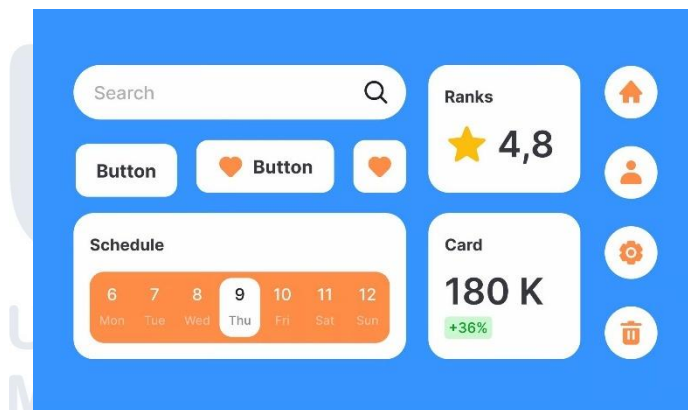 Search
Ranks
4,8
Button
Button
Schedule
6 7 8 9 10 11 12
Mon Tue Wed Thu Fri Sat Sun
Card
180 K
+36%